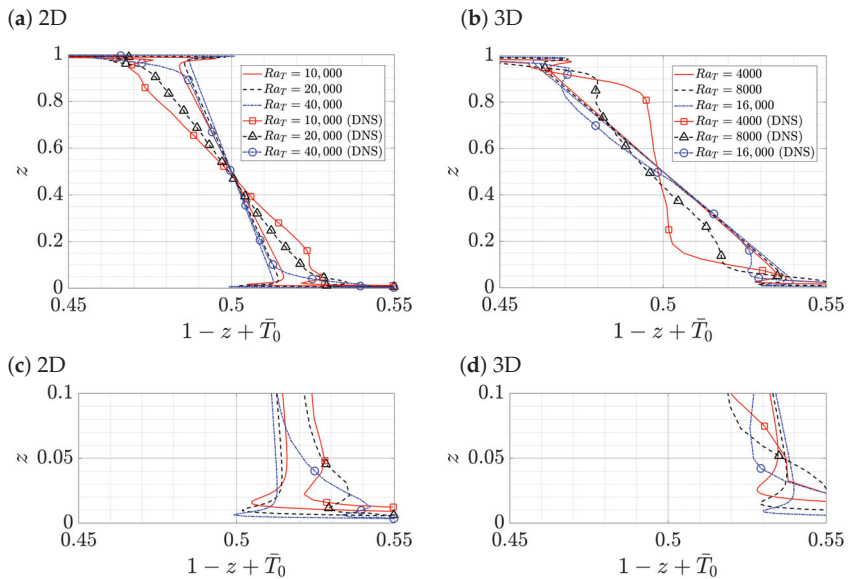 (a) 2D
(b) 3D
1
0.8
0.6
0.4
0.2
0
z
0.45
0.5
0.55
1 − z + T̄₀
Ra_T = 10,000
Ra_T = 20,000
Ra_T = 40,000
Ra_T = 10,000 (DNS)
Ra_T = 20,000 (DNS)
Ra_T = 40,000 (DNS)
1
0.8
0.6
0.4
0.2
0
z
0.45
0.5
0.55
1 − z + T̄₀
Ra_T = 4000
Ra_T = 8000
Ra_T = 16,000
Ra_T = 4000 (DNS)
Ra_T = 8000 (DNS)
Ra_T = 16,000 (DNS)
(c) 2D
(d) 3D
0.1
0.05
0
z
0.45
0.5
0.55
1 − z + T̄₀
0.1
0.05
0
z
0.45
0.5
0.55
1 − z + T̄₀